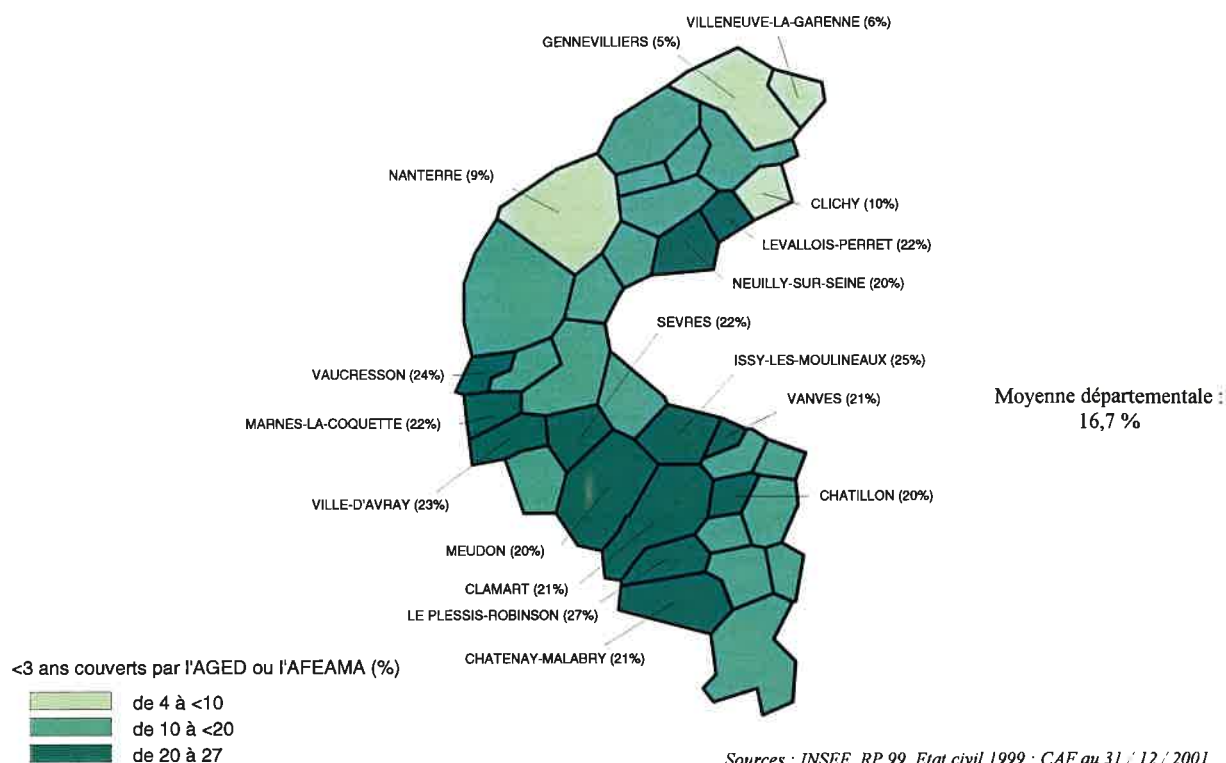 VILLENEUVE-LA-GARENNE (6%)
GENNEVILLIERS (5%)
NANTERRE (9%)
CLICHY (10%)
LEVALLOIS-PERRET (22%)
NEUILLY-SUR-SEINE (20%)
SEVRES (22%)
ISSY-LES-MOULINEAUX (25%)
VAUCRESSON (24%)
VANVES (21%)
Moyenne départementale :
16,7 %
MARNES-LA-COQUETTE (22%)
VILLE-D'AVRAY (23%)
CHATILLON (20%)
MEUDON (20%)
CLAMART (21%)
LE PLESSIS-ROBINSON (27%)
CHATENAY-MALABRY (21%)
<3 ans couverts par l'AGED ou l'AFEAMA (%)
de 4 à <10
de 10 à <20
de 20 à 27
Sources : INSEE, RP 99, Etat civil 1999 ; CAF au 31 / 12 / 2001